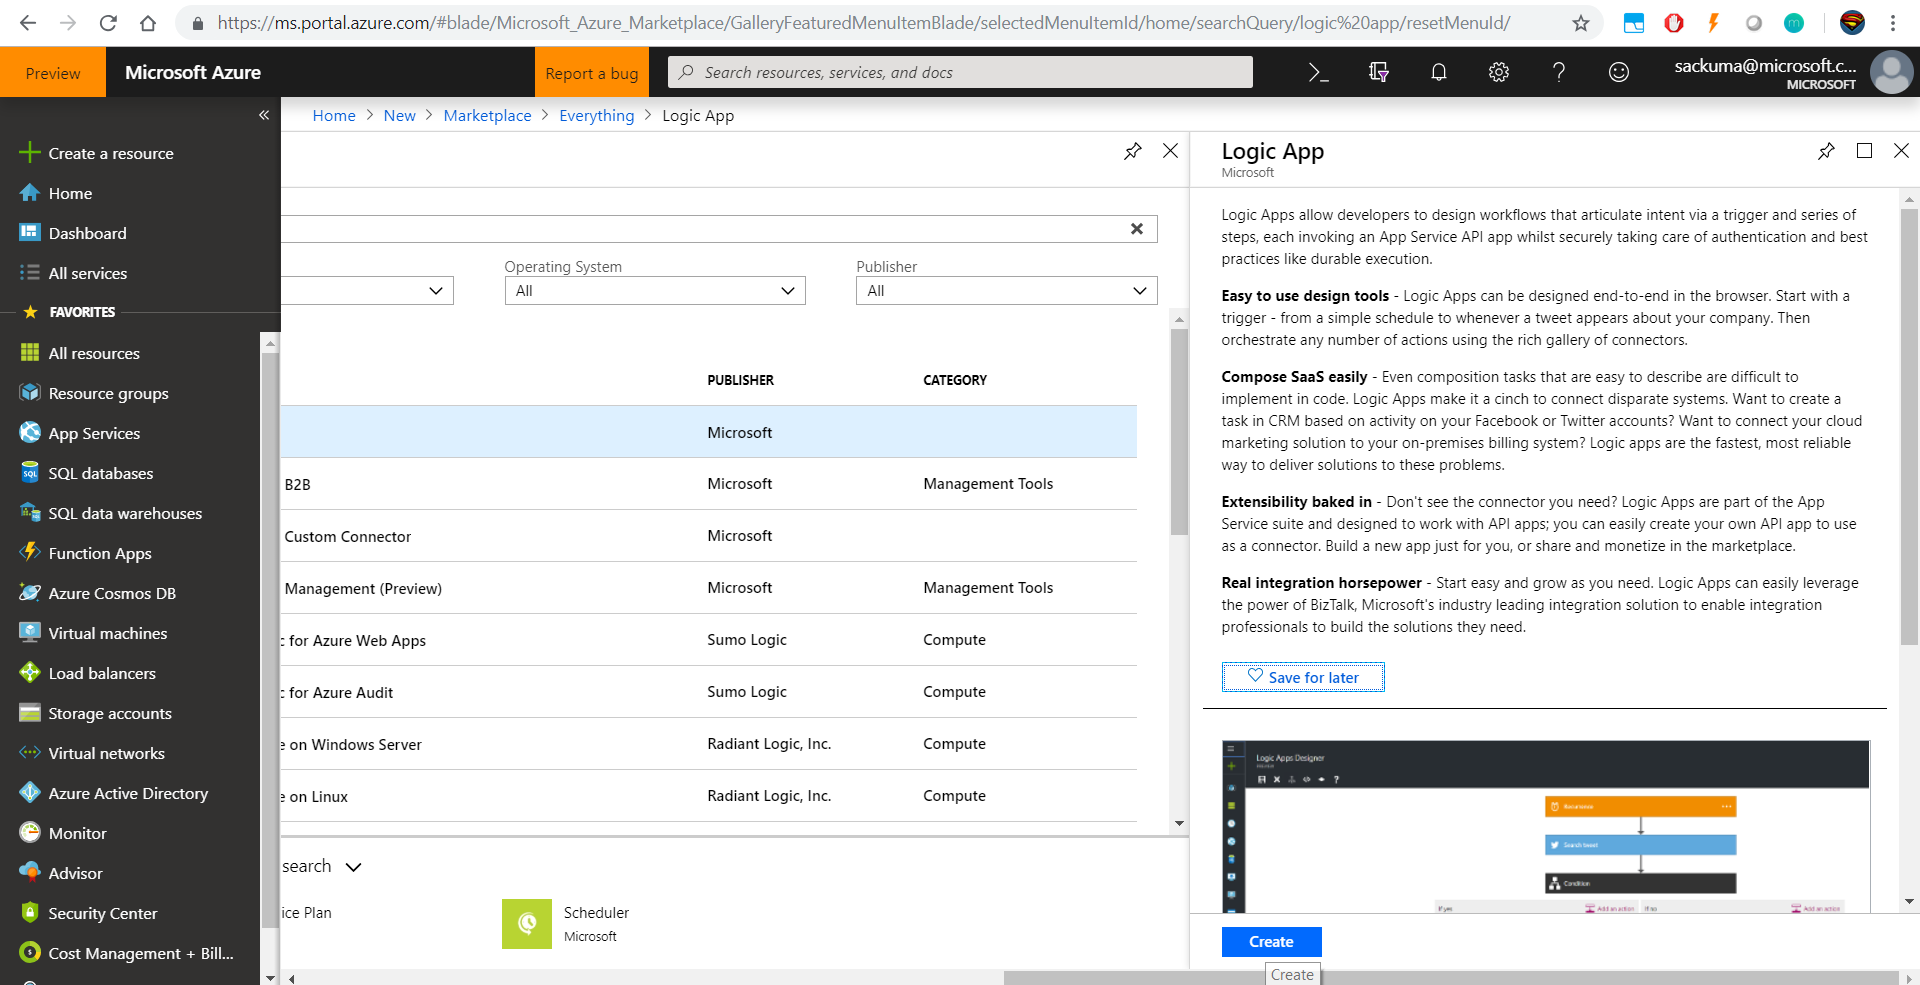 https://ms.portal.azure.com/#blade/Microsoft_Azure_Marketplace/GalleryFeaturedMenuItemBlade/selectedMenuItemId/home/searchQuery/logic%20app/resetMenuId/
Preview
Microsoft Azure
Report a bug
Search resources, services, and docs
sackuma@microsoft.c...
MICROSOFT
Create a resource
Home
Dashboard
All services
FAVORITES
All resources
Resource groups
App Services
SQL databases
SQL data warehouses
Function Apps
Azure Cosmos DB
Virtual machines
Load balancers
Storage accounts
Virtual networks
Azure Active Directory
Monitor
Advisor
Security Center
Cost Management + Bill...
Home > New > Marketplace > Everything > Logic App
Operating System
All
Publisher
All
PUBLISHER CATEGORY
Microsoft
B2B Microsoft Management Tools
Custom Connector Microsoft
Management (Preview) Microsoft Management Tools
c for Azure Web Apps Sumo Logic Compute
c for Azure Audit Sumo Logic Compute
e on Windows Server Radiant Logic, Inc. Compute
e on Linux Radiant Logic, Inc. Compute
search
ice Plan
Scheduler
Microsoft
Logic App
Microsoft
Logic Apps allow developers to design workflows that articulate intent via a trigger and series of
steps, each invoking an App Service API app whilst securely taking care of authentication and best
practices like durable execution.
Easy to use design tools - Logic Apps can be designed end-to-end in the browser. Start with a
trigger - from a simple schedule to whenever a tweet appears about your company. Then
orchestrate any number of actions using the rich gallery of connectors.
Compose SaaS easily - Even composition tasks that are easy to describe are difficult to
implement in code. Logic Apps make it a cinch to connect disparate systems. Want to create a
task in CRM based on activity on your Facebook or Twitter accounts? Want to connect your cloud
marketing solution to your on-premises billing system? Logic apps are the fastest, most reliable
way to deliver solutions to these problems.
Extensibility baked in - Don't see the connector you need? Logic Apps are part of the App
Service suite and designed to work with API apps; you can easily create your own API app to use
as a connector. Build a new app just for you, or share and monetize in the marketplace.
Real integration horsepower - Start easy and grow as you need. Logic Apps can easily leverage
the power of BizTalk, Microsoft's industry leading integration solution to enable integration
professionals to build the solutions they need.
Save for later
Logic Apps Designer
Recurrence
Search tweet
Condition
If yes Add an action If no Add an action
Create
Create